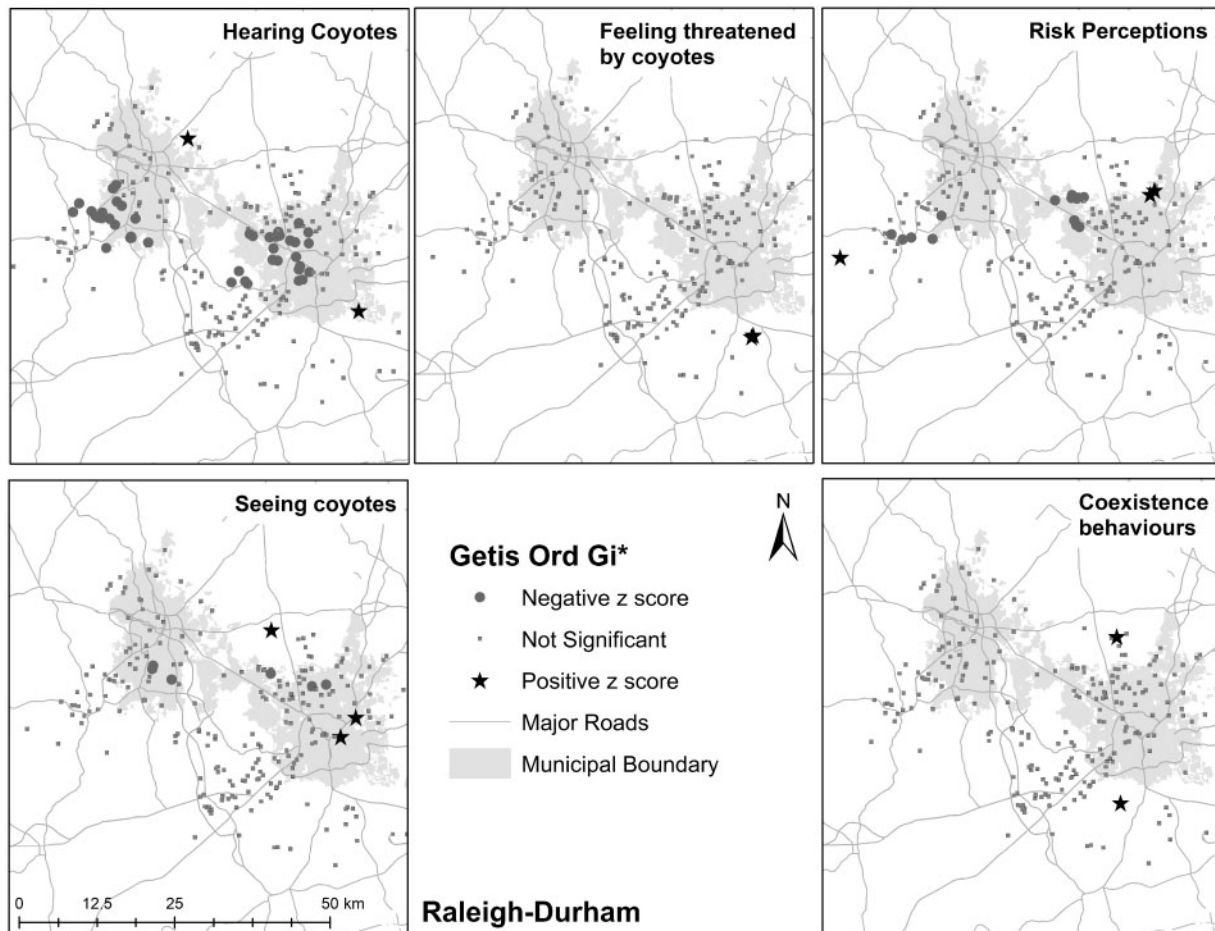 Hearing Coyotes
Feeling threatened
by coyotes
Risk Perceptions
Seeing coyotes
Getis Ord Gi*
Negative z score
Not Significant
Positive z score
Major Roads
Municipal Boundary
N
Coexistence
behaviours
0 12.5 25 50 km
Raleigh-Durham